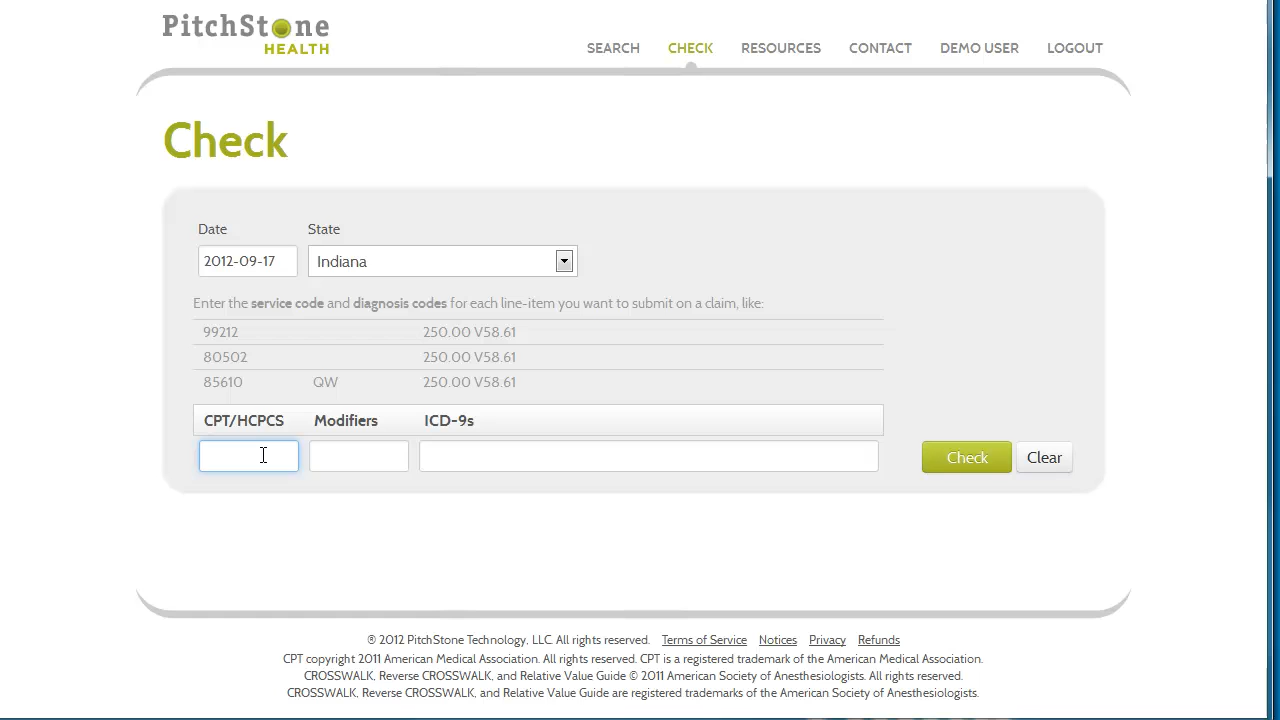 PitchStone
HEALTH
SEARCH CHECK RESOURCES CONTACT DEMO USER LOGOUT
Check
Date State
2012-09-17 Indiana
Enter the service code and diagnosis codes for each line-item you want to submit on a claim, like:
99212 250.00 V58.61
80502 250.00 V58.61
85610 QW 250.00 V58.61
CPT/HCPCS Modifiers ICD-9s
Check Clear
© 2012 PitchStone Technology, LLC. All rights reserved. Terms of Service Notices Privacy Refunds
CPT copyright 2011 American Medical Association. All rights reserved. CPT is a registered trademark of the American Medical Association.
CROSSWALK, Reverse CROSSWALK, and Relative Value Guide © 2011 American Society of Anesthesiologists. All rights reserved.
CROSSWALK, Reverse CROSSWALK, and Relative Value Guide are registered trademarks of the American Society of Anesthesiologists.